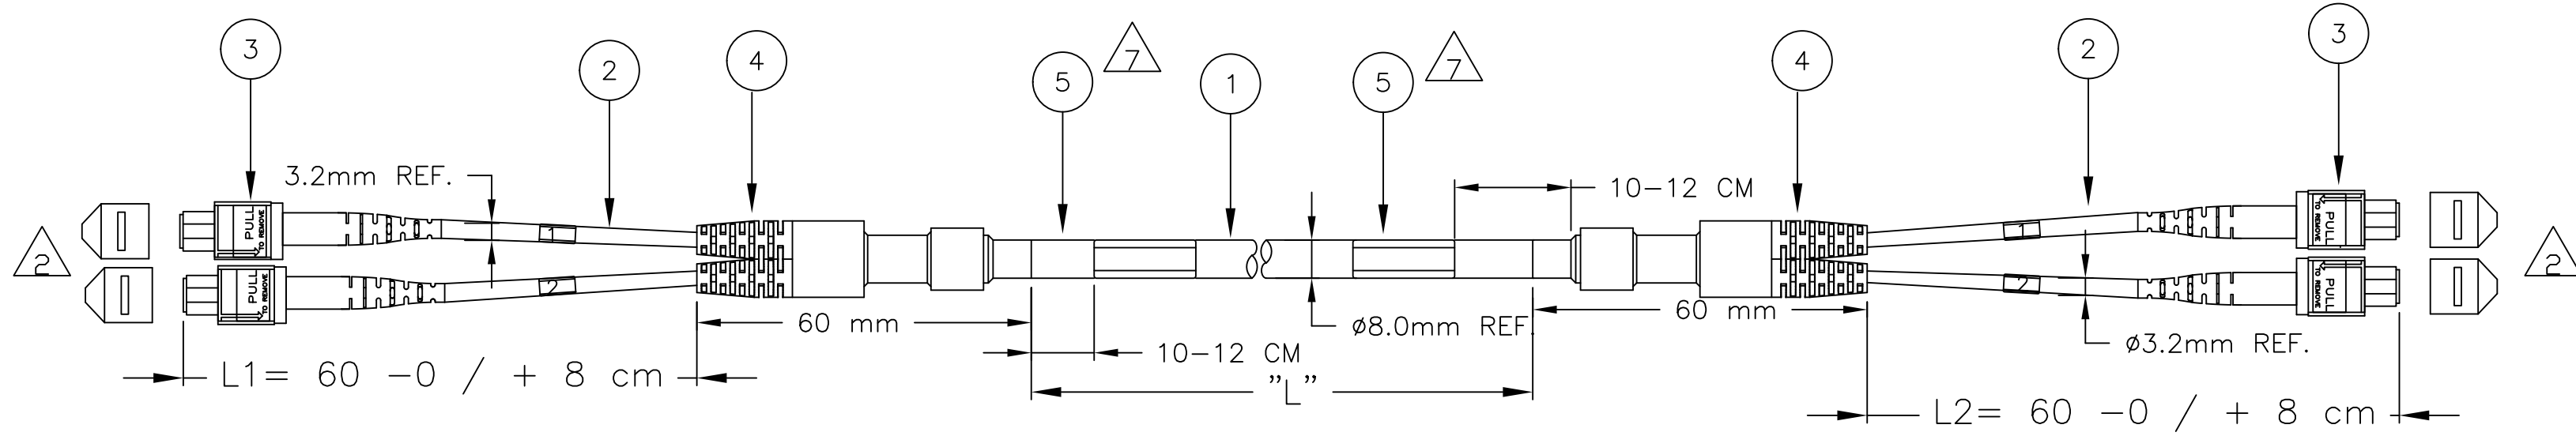 3
2
4
5
7
1
5
7
4
2
3
3.2mm REF.
10-12 CM
PULL
TO REMOVE
1
1
PULL
TO REMOVE
2
2
PULL
TO REMOVE
2
2
PULL
TO REMOVE
60 mm
ø8.0mm REF.
60 mm
10-12 CM
ø3.2mm REF.
L1= 60 -0 / + 8 cm
"L"
L2= 60 -0 / + 8 cm